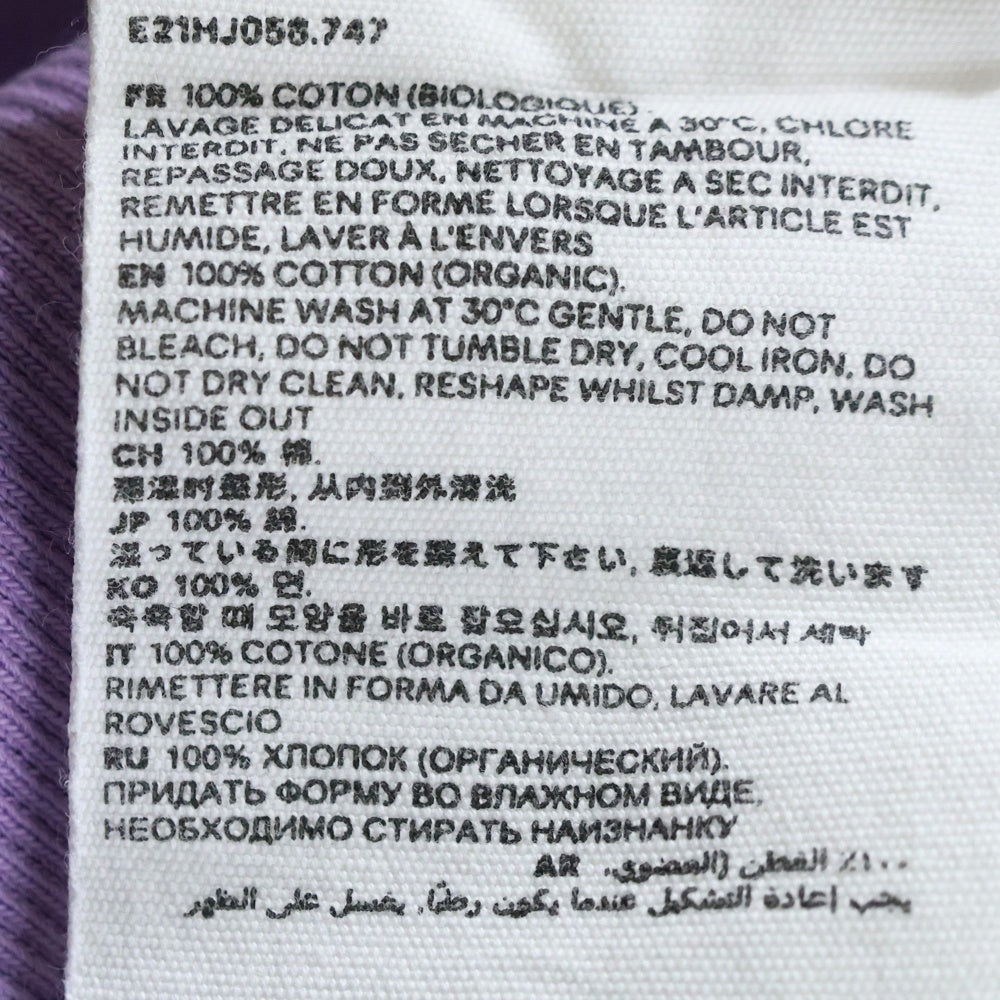 E21HJ058.747
FR 100% COTON (BIOLOGIQUE).
LAVAGE DELICAT EN MACHINE A 30°C, CHLORE
INTERDIT, NE PAS SECHER EN TAMBOUR,
REPASSAGE DOUX, NETTOYAGE A SEC INTERDIT,
REMETTRE EN FORME LORSQUE L'ARTICLE EST
HUMIDE, LAVER À L'ENVERS
EN 100% COTTON (ORGANIC).
MACHINE WASH AT 30°C GENTLE, DO NOT
BLEACH, DO NOT TUMBLE DRY, COOL IRON, DO
NOT DRY CLEAN, RESHAPE WHILST DAMP, WASH
INSIDE OUT
CH 100% 棉.
潮湿时整形, 从内到外清洗
JP 100% 綿.
湿っている間に形を整えて下さい, 裏返して洗います
KO 100% 면.
축축할 때 모양을 바로 잡으십시오, 뒤집어서 세탁
IT 100% COTONE (ORGANICO).
RIMETTERE IN FORMA DA UMIDO, LAVARE AL
ROVESCIO
RU 100% ХЛОПОК (ОРГАНИЧЕСКИЙ).
ПРИДАТЬ ФОРМУ ВО ВЛАЖНОМ ВИДЕ,
НЕОБХОДИМО СТИРАТЬ НАИЗНАНКУ
١٠٠٪ القطن (العضوي. AR
يجب إعادة التشكيل عندما يكون رطبًا, يغسل على الظهر